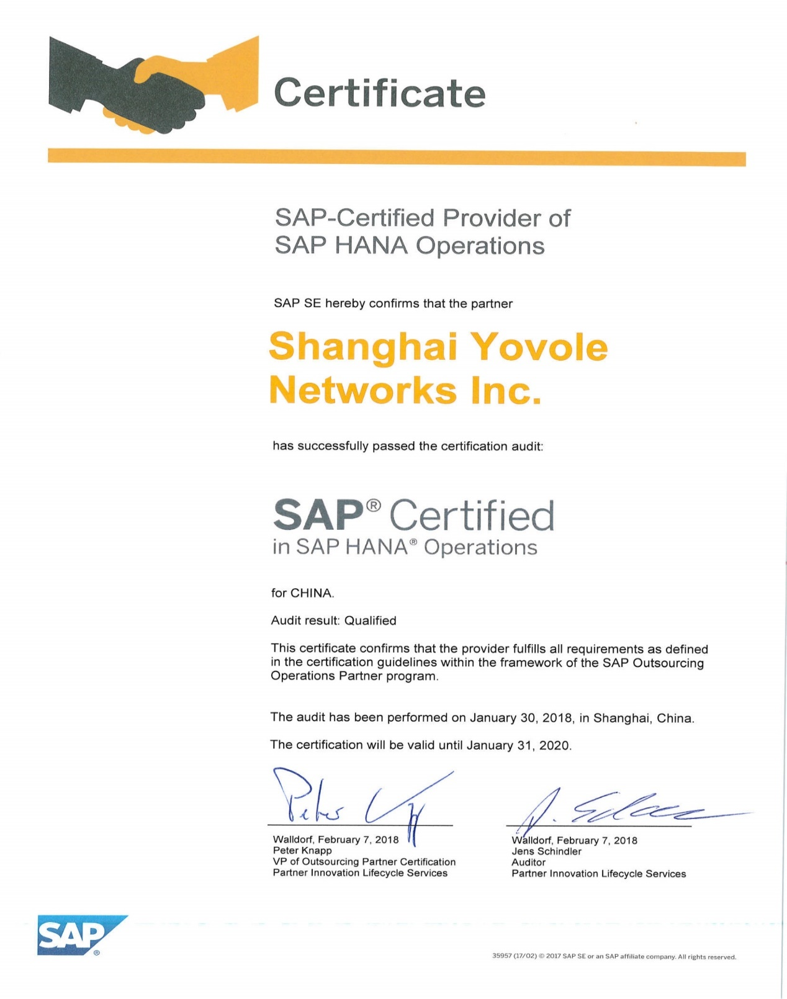 Certificate
SAP-Certified Provider of
SAP HANA Operations
SAP SE hereby confirms that the partner
Shanghai Yovole
Networks Inc.
has successfully passed the certification audit:
SAP® Certified
in SAP HANA® Operations
for CHINA.
Audit result: Qualified
This certificate confirms that the provider fulfills all requirements as defined
in the certification guidelines within the framework of the SAP Outsourcing
Operations Partner program.
The audit has been performed on January 30, 2018, in Shanghai, China.
The certification will be valid until January 31, 2020.
Walldorf, February 7, 2018
Peter Knapp
VP of Outsourcing Partner Certification
Partner Innovation Lifecycle Services
Walldorf, February 7, 2018
Jens Schindler
Auditor
Partner Innovation Lifecycle Services
SAP®
35957 (17/02) © 2017 SAP SE or an SAP affiliate company. All rights reserved.